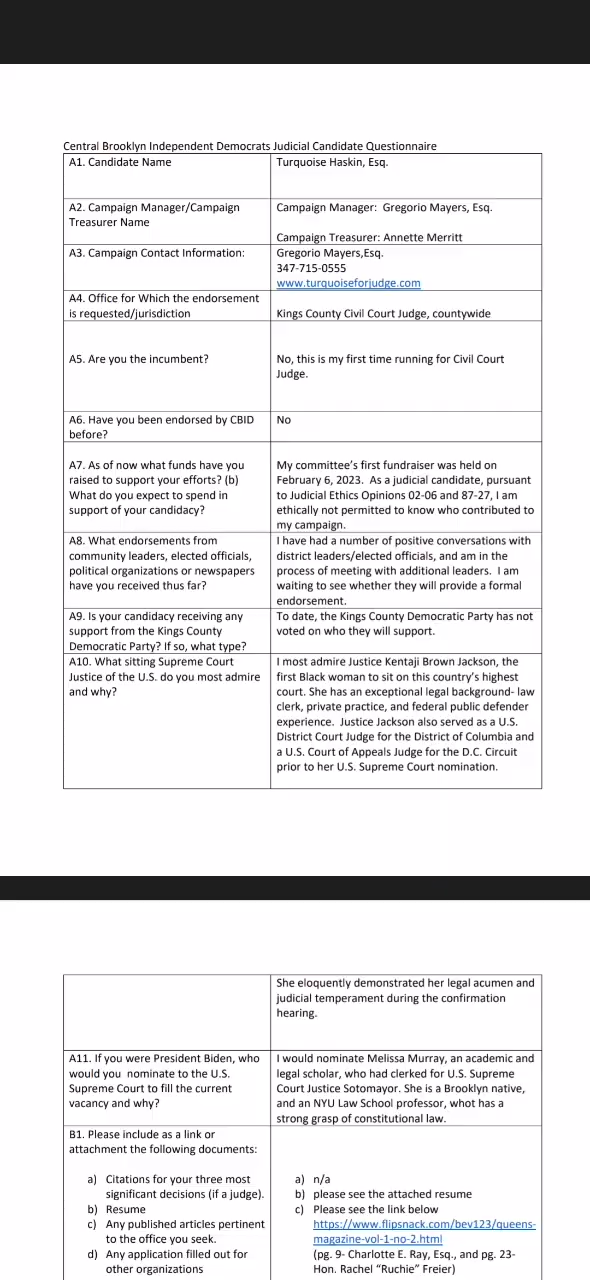 Central Brooklyn Independent Democrats Judicial Candidate Questionnaire
A1. Candidate Name
Turquoise Haskin, Esq.
A2. Campaign Manager/Campaign
Treasurer Name
Campaign Manager:  Gregorio Mayers, Esq.
Campaign Treasurer: Annette Merritt
A3. Campaign Contact Information:
Gregorio Mayers,Esq.
347-715-0555
www.turquoiseforjudge.com
A4. Office for Which the endorsement
is requested/jurisdiction
Kings County Civil Court Judge, countywide
A5. Are you the incumbent?
No, this is my first time running for Civil Court
Judge.
A6. Have you been endorsed by CBID
before?
No
A7. As of now what funds have you
raised to support your efforts? (b)
What do you expect to spend in
support of your candidacy?
My committee's first fundraiser was held on
February 6, 2023.  As a judicial candidate, pursuant
to Judicial Ethics Opinions 02-06 and 87-27, I am
ethically not permitted to know who contributed to
my campaign.
A8. What endorsements from
community leaders, elected officials,
political organizations or newspapers
have you received thus far?
I have had a number of positive conversations with
district leaders/elected officials, and am in the
process of meeting with additional leaders.  I am
waiting to see whether they will provide a formal
endorsement.
A9. Is your candidacy receiving any
support from the Kings County
Democratic Party? If so, what type?
To date, the Kings County Democratic Party has not
voted on who they will support.
A10. What sitting Supreme Court
Justice of the U.S. do you most admire
and why?
I most admire Justice Kentaji Brown Jackson, the
first Black woman to sit on this country's highest
court. She has an exceptional legal background- law
clerk, private practice, and federal public defender
experience.  Justice Jackson also served as a U.S.
District Court Judge for the District of Columbia and
a U.S. Court of Appeals Judge for the D.C. Circuit
prior to her U.S. Supreme Court nomination.
She eloquently demonstrated her legal acumen and
judicial temperament during the confirmation
hearing.
A11. If you were President Biden, who
would you  nominate to the U.S.
Supreme Court to fill the current
vacancy and why?
I would nominate Melissa Murray, an academic and
legal scholar, who had clerked for U.S. Supreme
Court Justice Sotomayor. She is a Brooklyn native,
and an NYU Law School professor, whot has a
strong grasp of constitutional law.
B1. Please include as a link or
attachment the following documents:
a) Citations for your three most
significant decisions (if a judge).
b) Resume
c) Any published articles pertinent
to the office you seek.
d) Any application filled out for
other organizations
a) n/a
b) please see the attached resume
c) Please see the link below
https://www.flipsnack.com/bev123/queens-
magazine-vol-1-no-2.html
(pg. 9- Charlotte E. Ray, Esq., and pg. 23-
Hon. Rachel "Ruchie" Freier)